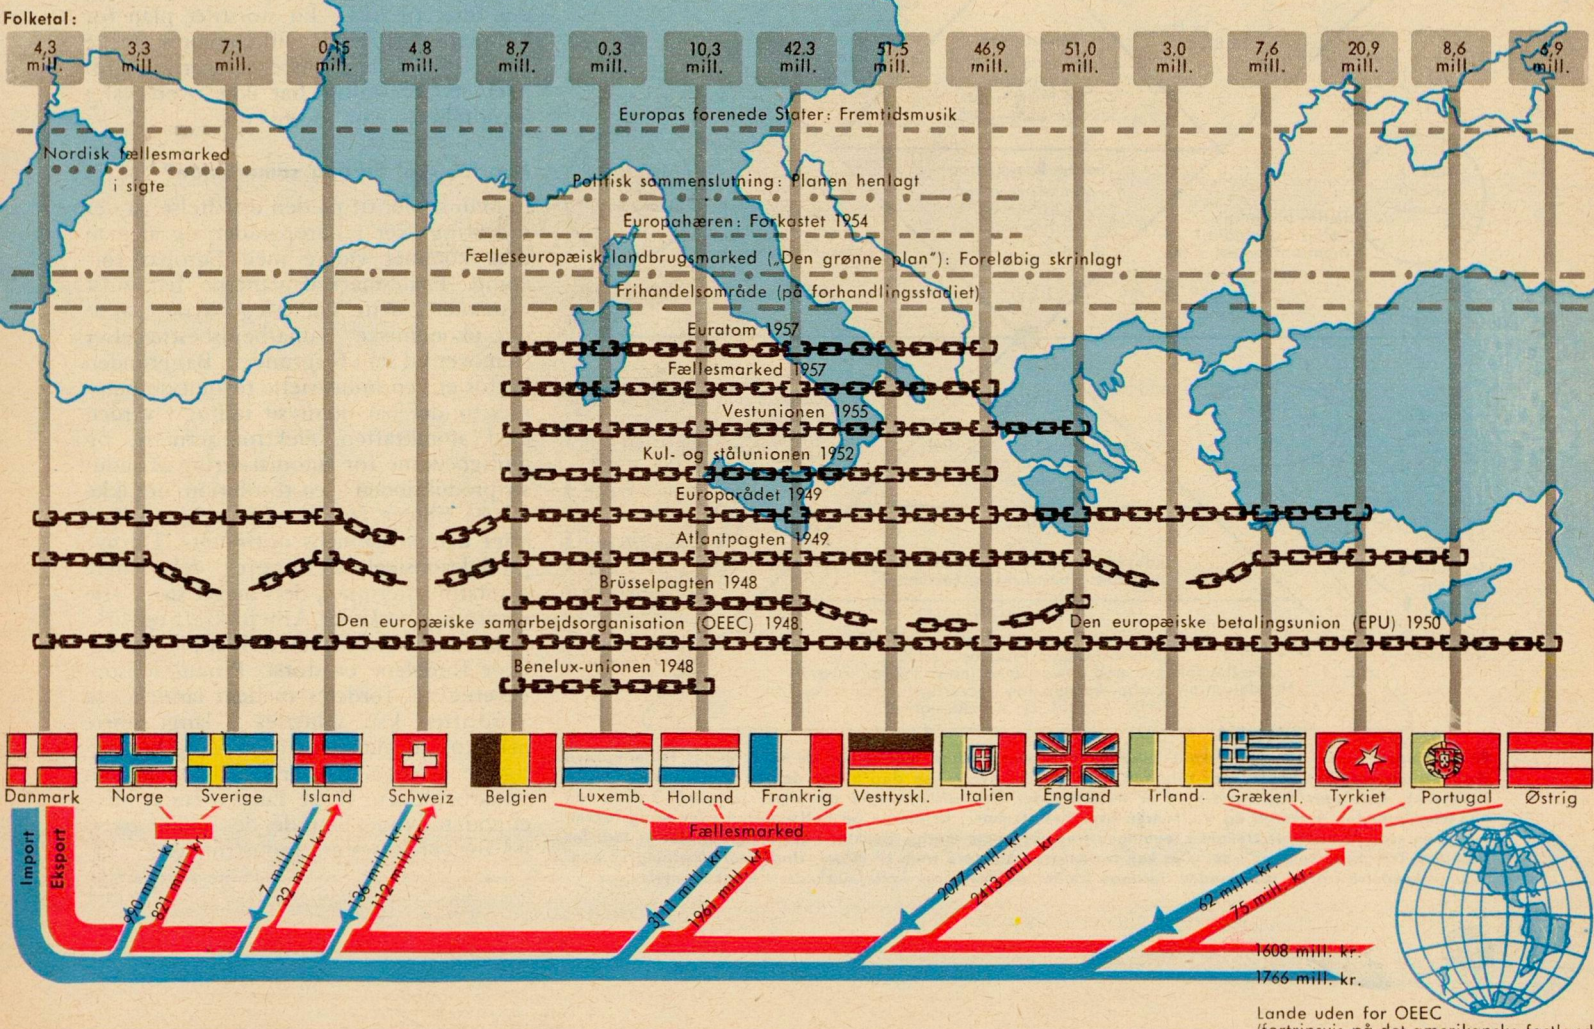 Folketal:
4,3 mill.
3,3 mill.
7,1 mill.
0,15 mill.
4.8 mill.
8,7 mill.
0.3 mill.
10,3 mill.
42.3 mill.
51,5 mill.
46,9 mill.
51,0 mill.
3.0 mill.
7,6 mill.
20,9 mill.
8,6 mill.
6,9 mill.
Europas forenede Stater: Fremtidsmusik
Nordisk fællesmarked
i sigte
Politisk sammenslutning: Planen henlagt
Europahæren: Forkastet 1954
Fælleseuropæisk landbrugsmarked („Den grønne plan"): Foreløbig skrinlagt
Frihandelsområde (på forhandlingsstadiet)
Euratom 1957
Fællesmarked 1957
Vestunionen 1955
Kul- og stålunionen 1952
Europarådet 1949
Atlantpagten 1949
Brüsselpagten 1948
Den europæiske samarbejdsorganisation (OEEC) 1948.
Den europæiske betalingsunion (EPU) 1950
Benelux-unionen 1948
Danmark
Norge
Sverige
Island
Schweiz
Belgien
Luxemb.
Holland
Frankrig
Vesttyskl.
Italien
England
Irland.
Grækenl.
Tyrkiet
Portugal
Østrig
Fællesmarked
Import
Eksport
990 mill. kr.
821 mill. kr.
7 mill. kr.
32 mill. kr.
136 mill. kr.
112 mill. kr.
3111 mill. kr.
1961 mill. kr.
2077 mill. kr.
2413 mill. kr.
62 mill. kr.
75 mill. kr.
1608 mill. kr.
1766 mill. kr.
Lande uden for OEEC